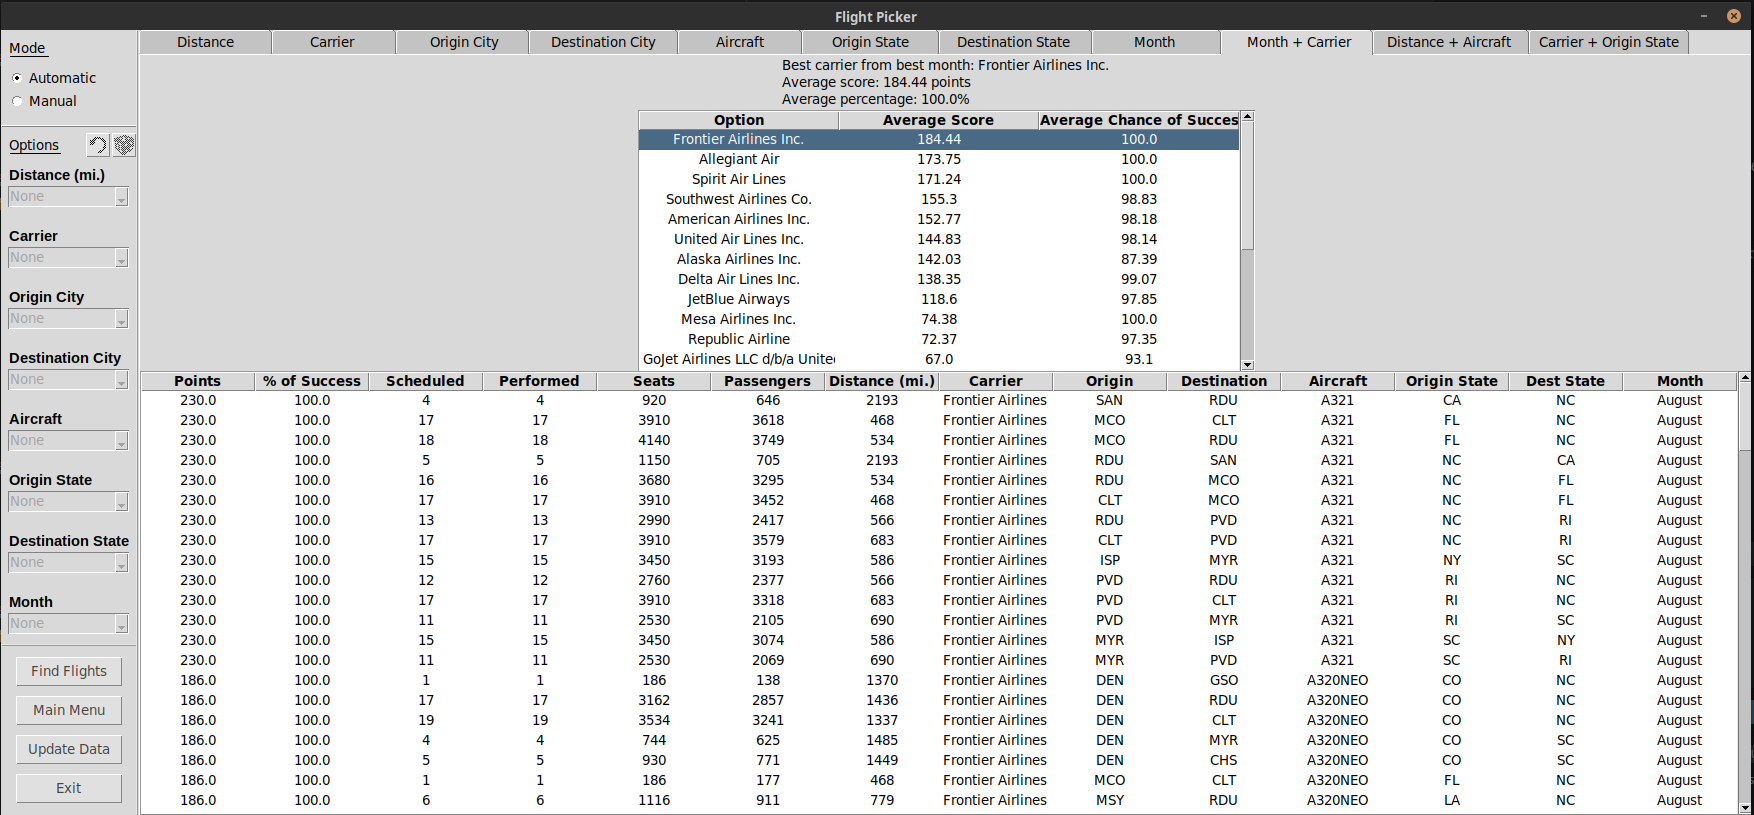 Flight Picker
Mode
Automatic
Manual
Options
Distance (mi.)
None
Carrier
None
Origin City
None
Destination City
None
Aircraft
None
Origin State
None
Destination State
None
Month
None
Find Flights
Main Menu
Update Data
Exit
Distance Carrier Origin City Destination City Aircraft Origin State Destination State Month Month + Carrier Distance + Aircraft Carrier + Origin State
Best carrier from best month: Frontier Airlines Inc.
Average score: 184.44 points
Average percentage: 100.0%
Option Average Score Average Chance of Succes
Frontier Airlines Inc. 184.44 100.0
Allegiant Air 173.75 100.0
Spirit Air Lines 171.24 100.0
Southwest Airlines Co. 155.3 98.83
American Airlines Inc. 152.77 98.18
United Air Lines Inc. 144.83 98.14
Alaska Airlines Inc. 142.03 87.39
Delta Air Lines Inc. 138.35 99.07
JetBlue Airways 118.6 97.85
Mesa Airlines Inc. 74.38 100.0
Republic Airline 72.37 97.35
GoJet Airlines LLC d/b/a Unite 67.0 93.1
Points % of Success Scheduled Performed Seats Passengers Distance (mi.) Carrier Origin Destination Aircraft Origin State Dest State Month
230.0 100.0 4 4 920 646 2193 Frontier Airlines SAN RDU A321 CA NC August
230.0 100.0 17 17 3910 3618 468 Frontier Airlines MCO CLT A321 FL NC August
230.0 100.0 18 18 4140 3749 534 Frontier Airlines MCO RDU A321 FL NC August
230.0 100.0 5 5 1150 705 2193 Frontier Airlines RDU SAN A321 NC CA August
230.0 100.0 16 16 3680 3295 534 Frontier Airlines RDU MCO A321 NC FL August
230.0 100.0 17 17 3910 3452 468 Frontier Airlines CLT MCO A321 NC FL August
230.0 100.0 13 13 2990 2417 566 Frontier Airlines RDU PVD A321 NC RI August
230.0 100.0 17 17 3910 3579 683 Frontier Airlines CLT PVD A321 NC RI August
230.0 100.0 15 15 3450 3193 586 Frontier Airlines ISP MYR A321 NY SC August
230.0 100.0 12 12 2760 2377 566 Frontier Airlines PVD RDU A321 RI NC August
230.0 100.0 17 17 3910 3318 683 Frontier Airlines PVD CLT A321 RI NC August
230.0 100.0 11 11 2530 2105 690 Frontier Airlines PVD MYR A321 RI SC August
230.0 100.0 15 15 3450 3074 586 Frontier Airlines MYR ISP A321 SC NY August
230.0 100.0 11 11 2530 2069 690 Frontier Airlines MYR PVD A321 SC RI August
186.0 100.0 1 1 186 138 1370 Frontier Airlines DEN GSO A320NEO CO NC August
186.0 100.0 17 17 3162 2857 1436 Frontier Airlines DEN RDU A320NEO CO NC August
186.0 100.0 19 19 3534 3241 1337 Frontier Airlines DEN CLT A320NEO CO NC August
186.0 100.0 4 4 744 625 1485 Frontier Airlines DEN MYR A320NEO CO SC August
186.0 100.0 5 5 930 771 1449 Frontier Airlines DEN CHS A320NEO CO SC August
186.0 100.0 1 1 186 177 468 Frontier Airlines MCO CLT A320NEO FL NC August
186.0 100.0 6 6 1116 911 779 Frontier Airlines MSY RDU A320NEO LA NC August